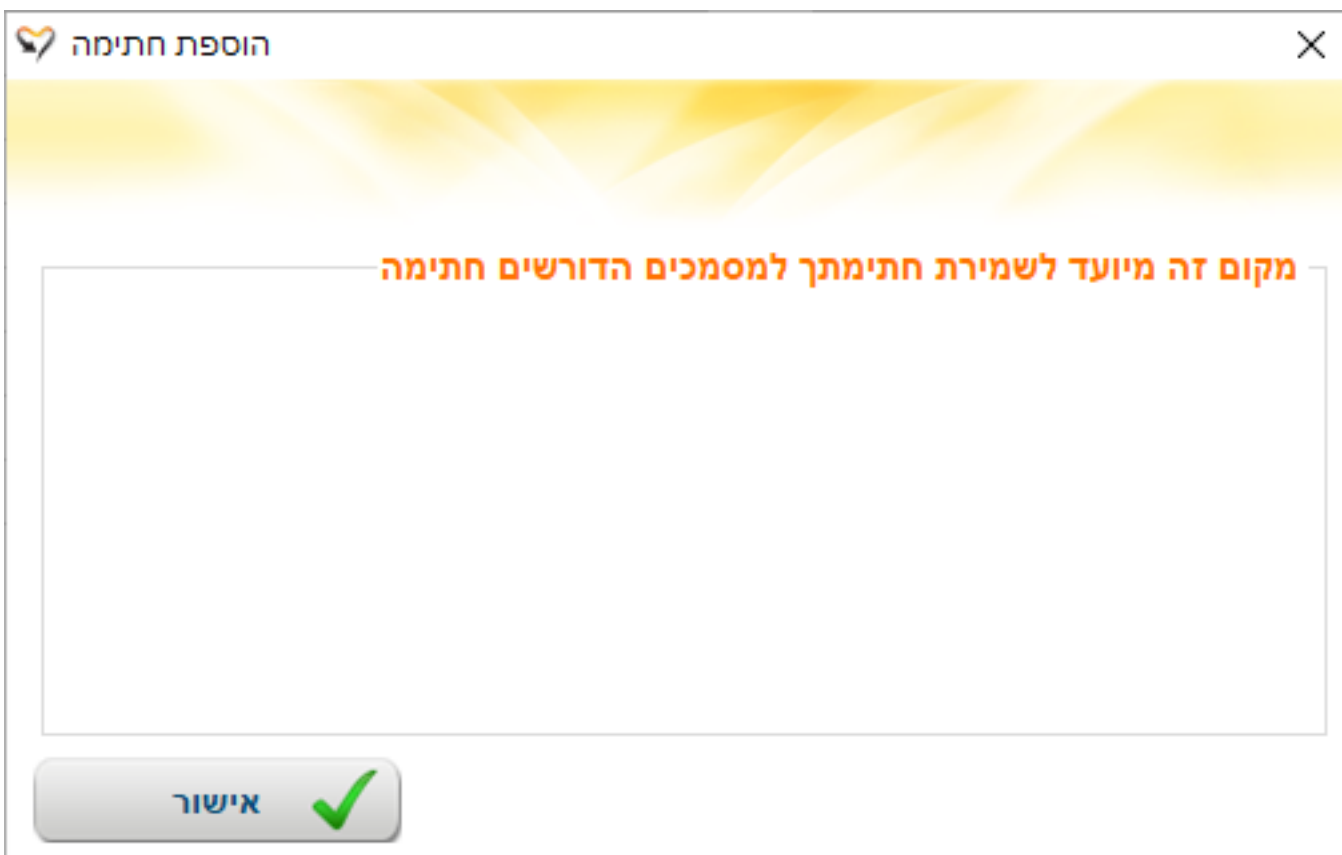 הוספת חתימה
מקום זה מיועד לשמירת חתימתך למסמכים הדורשים חתימה
אישור